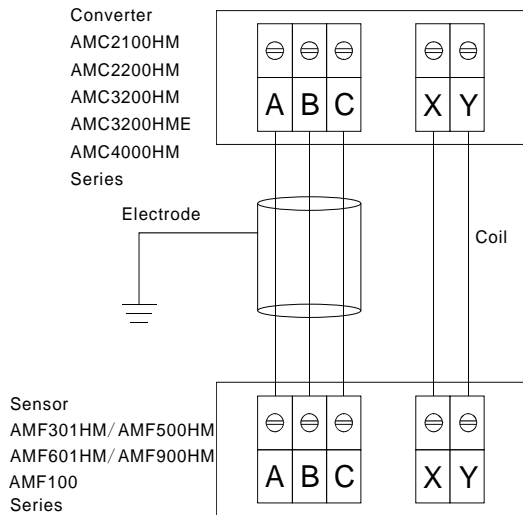 Converter
AMC2100HM
AMC2200HM
AMC3200HM
AMC3200HME
AMC4000HM
Series
A B C X Y
Electrode
Coil
Sensor
AMF301HM/AMF500HM
AMF601HM/AMF900HM
AMF100
Series
A B C X Y